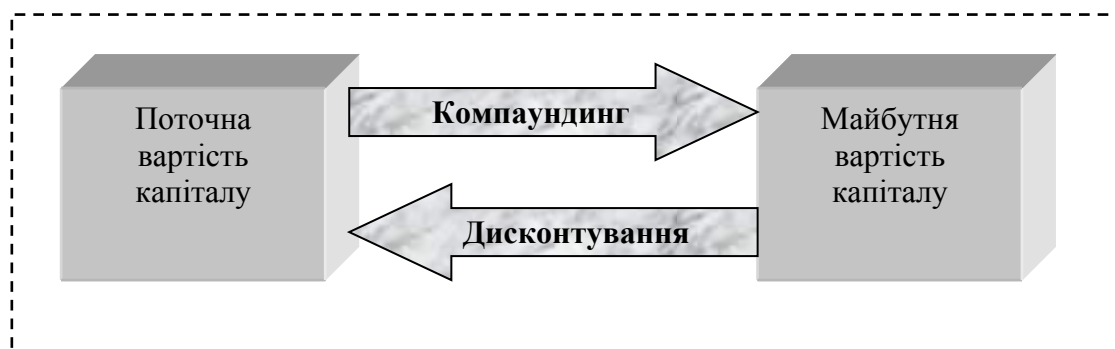 Поточна
вартість
капіталу
Компаундинг
Дисконтування
Майбутня
вартість
капіталу